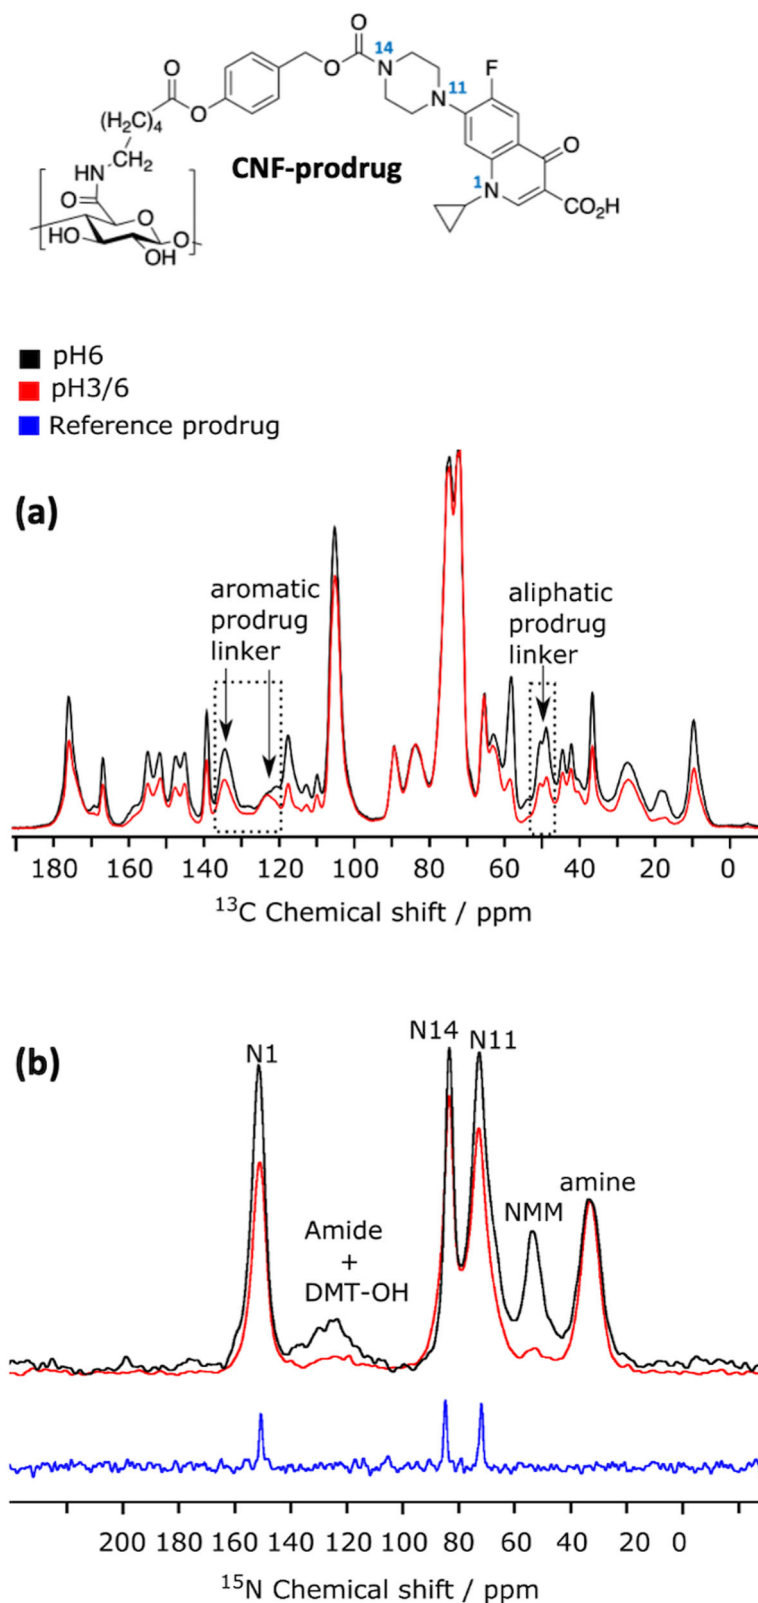 O
O
14
N
O
11
N
F
O
O
(H₂C)₄
CH₂
HN
CNF-prodrug
O
1
N
CO₂H
O
O
HO
O
OH
pH6
pH3/6
Reference prodrug
(a)
aromatic
prodrug
linker
aliphatic
prodrug
linker
180 160 140 120 100 80 60 40 20 0
¹³C Chemical shift / ppm
(b)
N1
N14
N11
NMM
amine
Amide
+
DMT-OH
200 180 160 140 120 100 80 60 40 20 0
¹⁵N Chemical shift / ppm